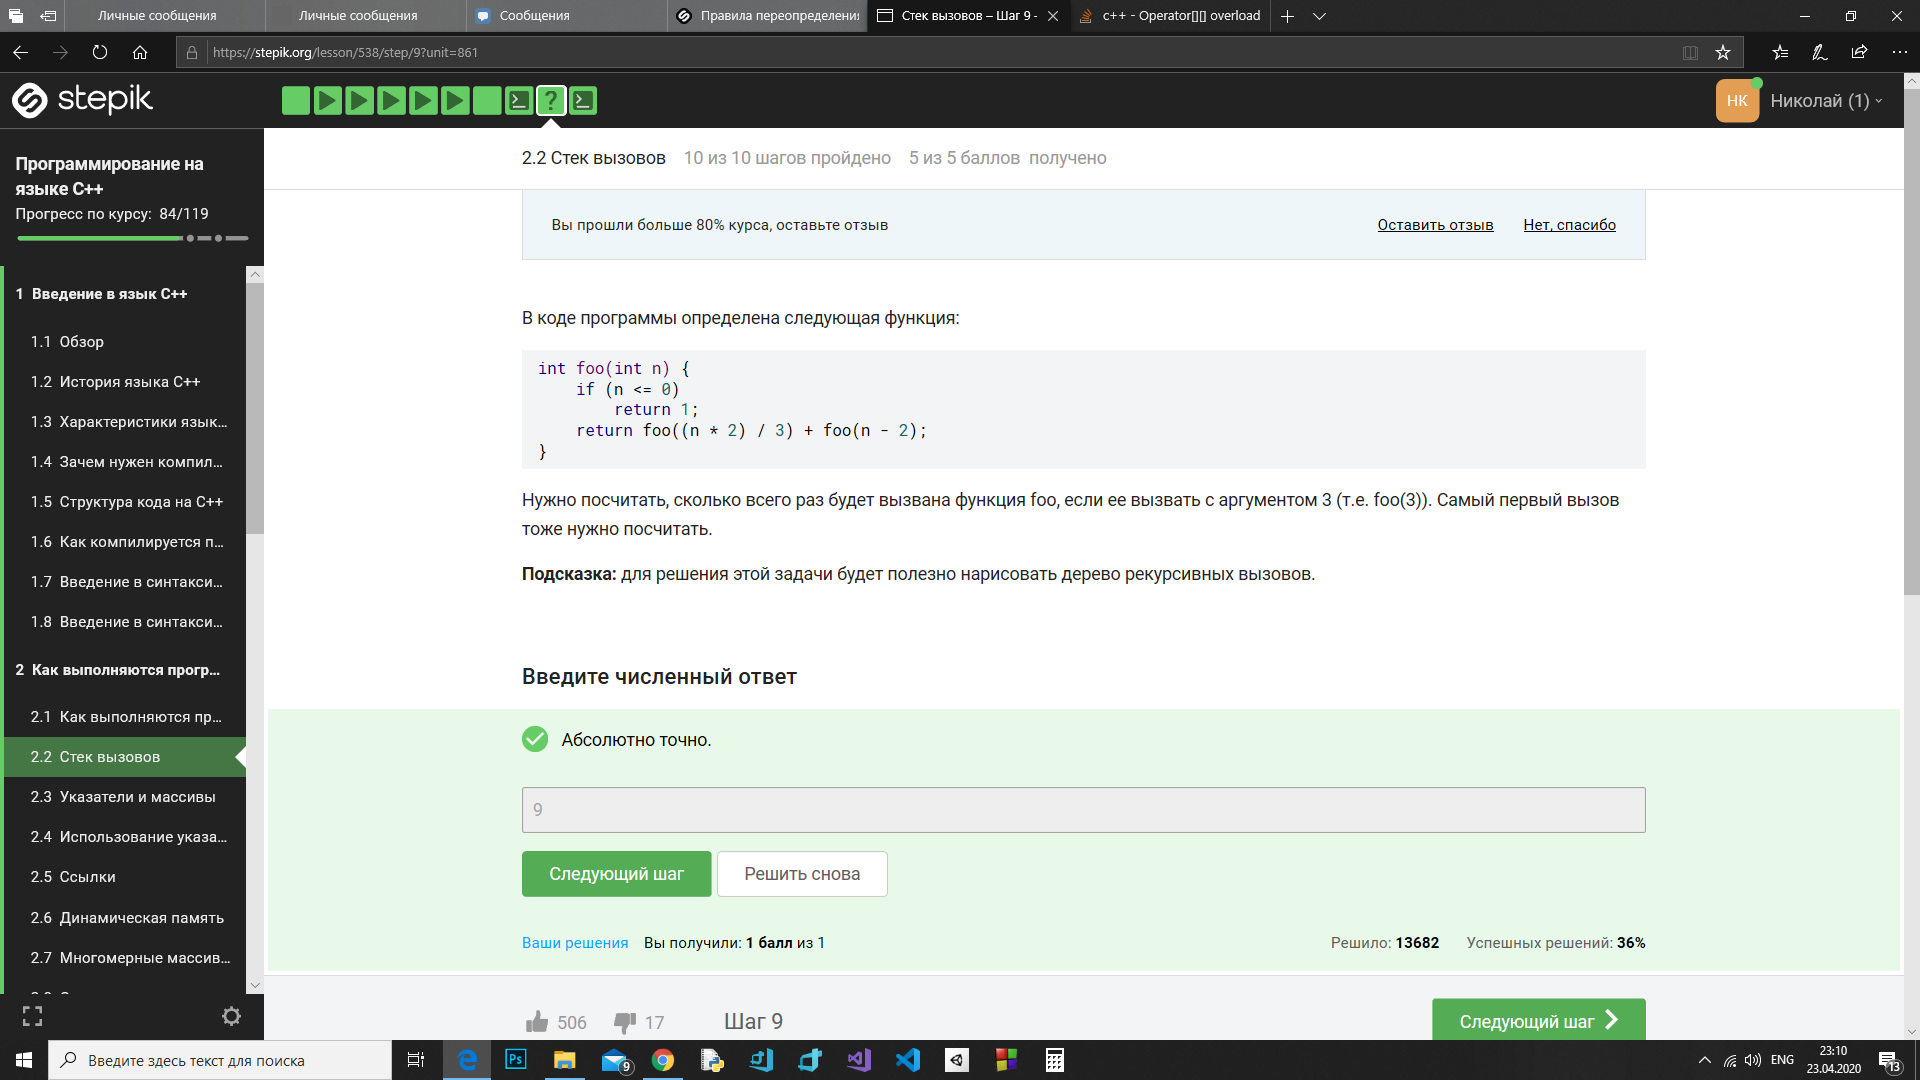 Личные сообщения
Личные сообщения
Сообщения
Правила переопределени
Стек вызовов – Шаг 9 -
c++ - Operator[][] overload
https://stepik.org/lesson/538/step/9?unit=861
stepik
НК
Николай (1)
Программирование на
языке C++
Прогресс по курсу: 84/119
1 Введение в язык C++
1.1 Обзор
1.2 История языка C++
1.3 Характеристики язык...
1.4 Зачем нужен компил...
1.5 Структура кода на C++
1.6 Как компилируется п...
1.7 Введение в синтакси...
1.8 Введение в синтакси...
2 Как выполняются прогр...
2.1 Как выполняются пр...
2.2 Стек вызовов
2.3 Указатели и массивы
2.4 Использование указа...
2.5 Ссылки
2.6 Динамическая память
2.7 Многомерные массив...
2.2 Стек вызовов 10 из 10 шагов пройдено 5 из 5 баллов получено
Вы прошли больше 80% курса, оставьте отзыв
Оставить отзыв
Нет, спасибо
В коде программы определена следующая функция:
int foo(int n) {
if (n <= 0)
return 1;
return foo((n * 2) / 3) + foo(n - 2);
}
Нужно посчитать, сколько всего раз будет вызвана функция foo, если ее вызвать с аргументом 3 (т.е. foo(3)). Самый первый вызов
тоже нужно посчитать.
Подсказка: для решения этой задачи будет полезно нарисовать дерево рекурсивных вызовов.
Введите численный ответ
Абсолютно точно.
9
Следующий шаг
Решить снова
Ваши решения Вы получили: 1 балл из 1
Решило: 13682 Успешных решений: 36%
506
17
Шаг 9
Следующий шаг
Введите здесь текст для поиска
Ps
9
ENG
23:10
23.04.2020
13